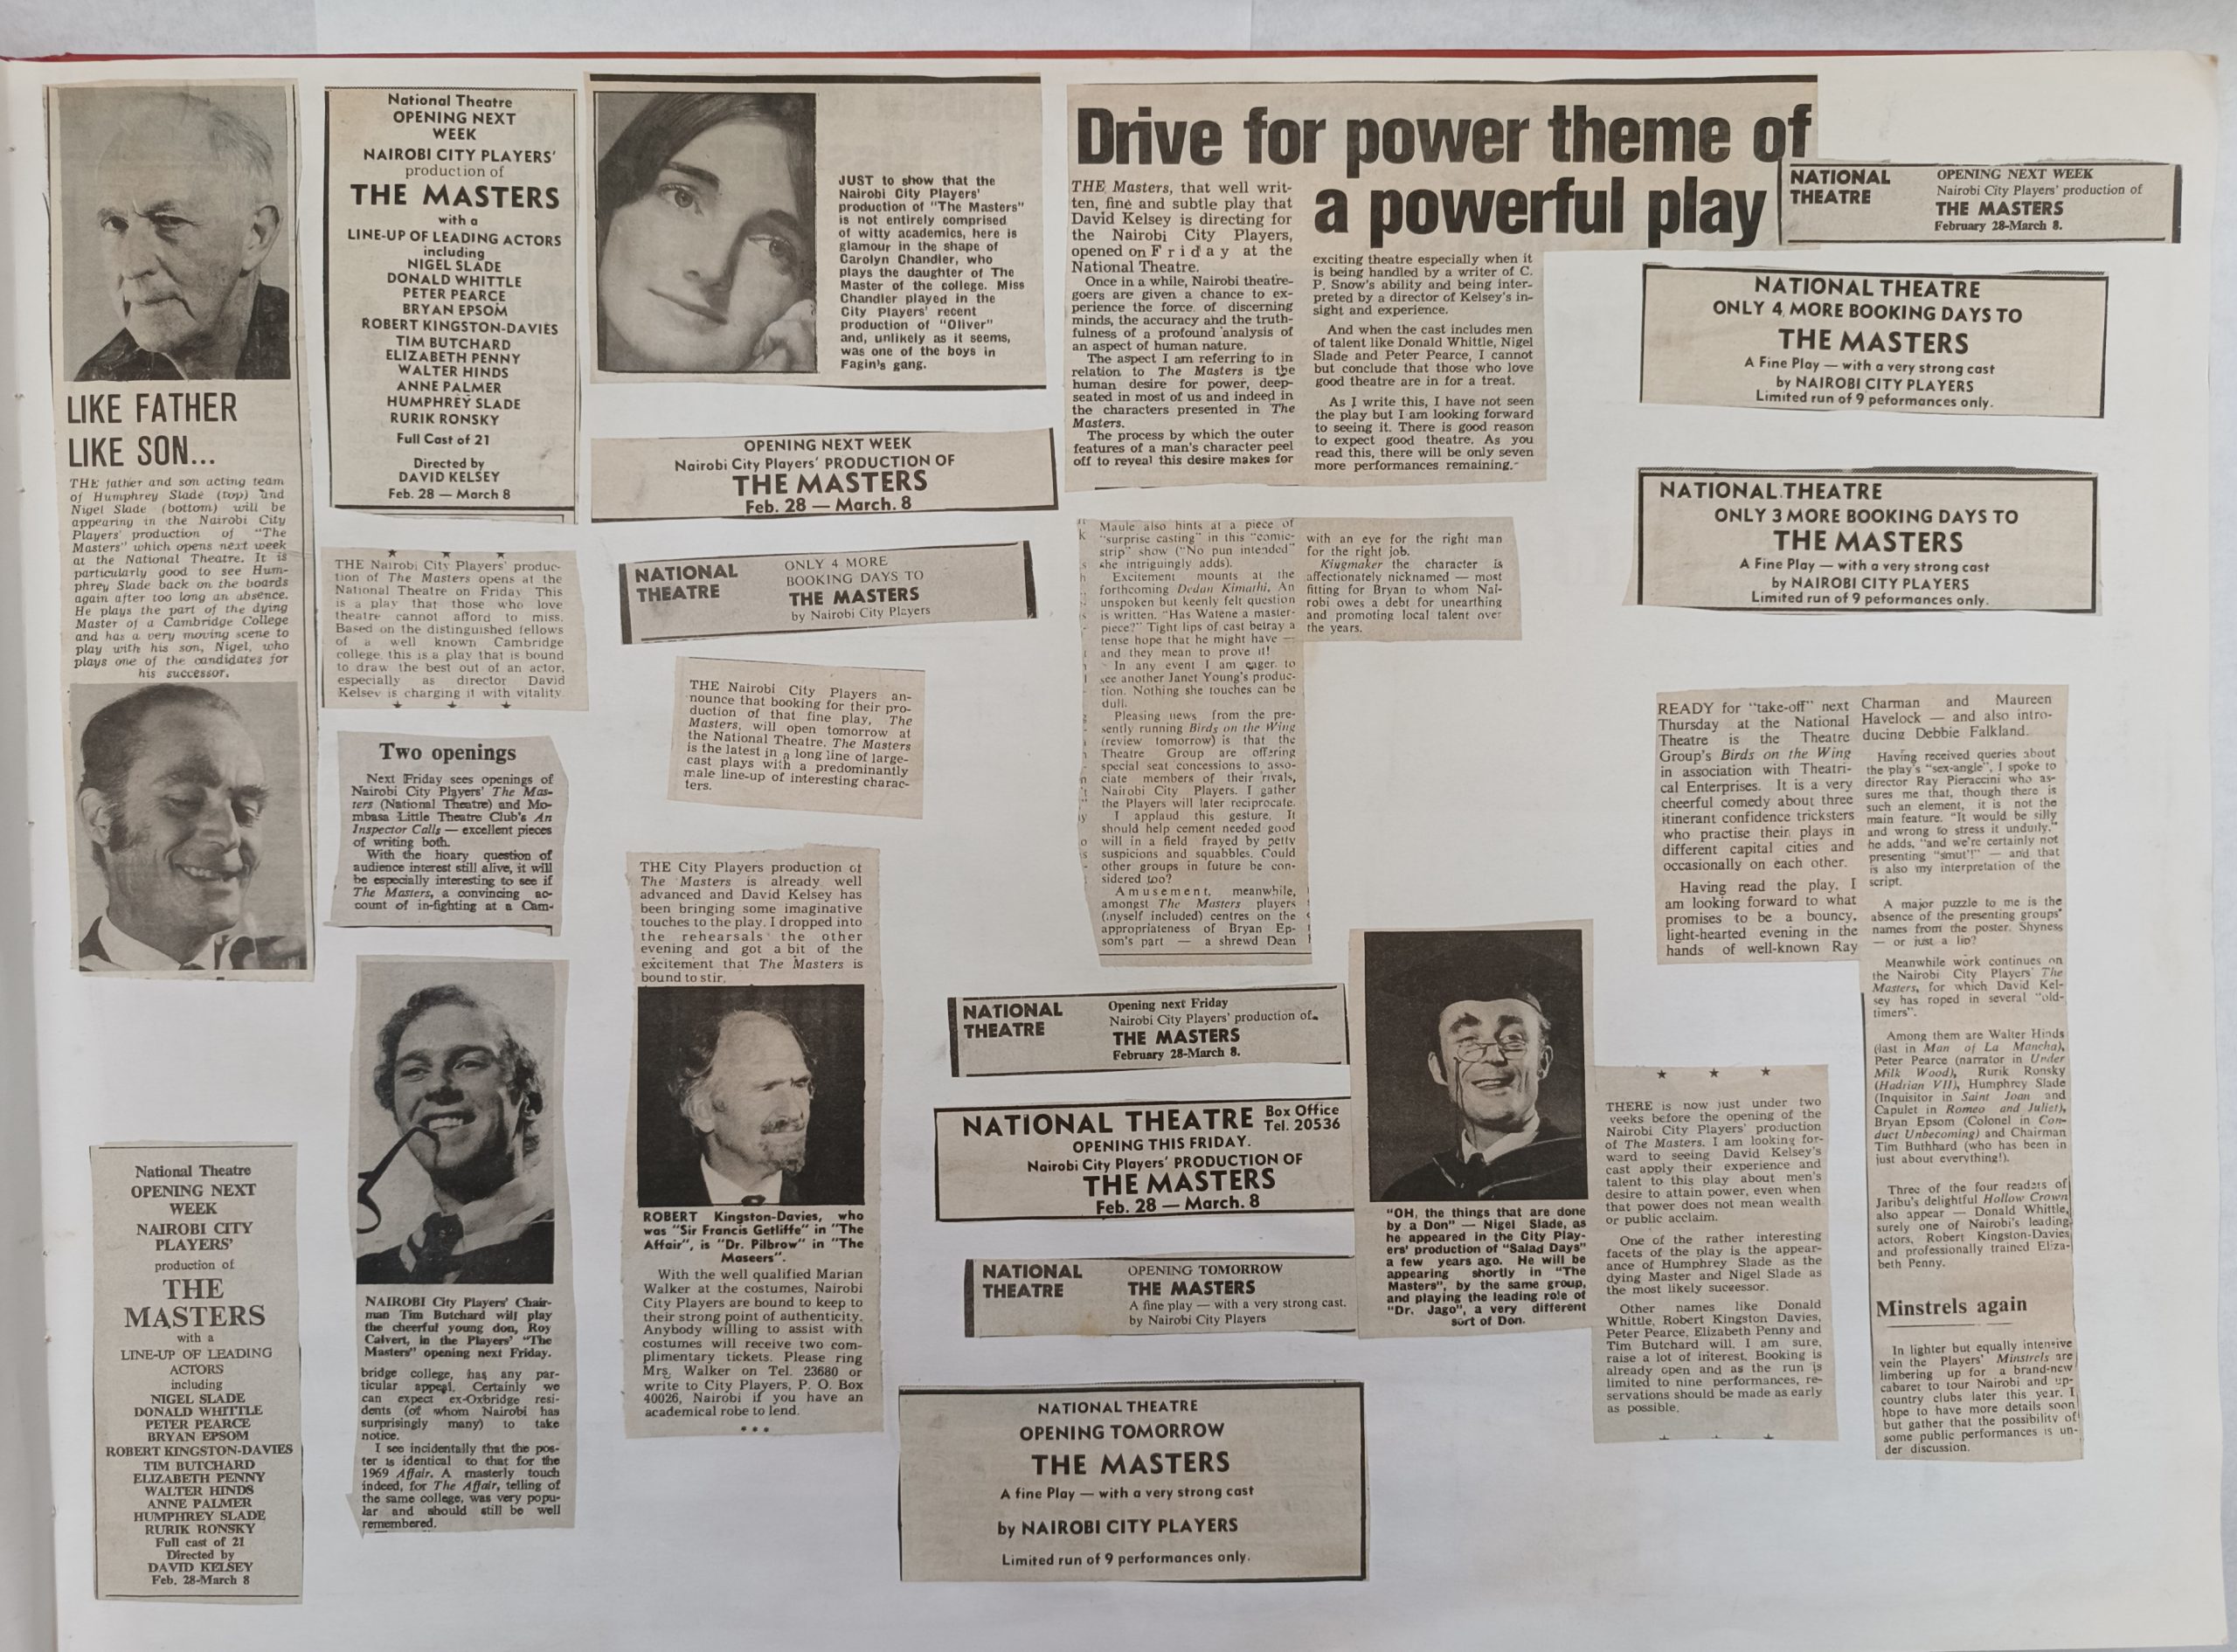 LIKE FATHER
LIKE SON...
THE father and son acting team
of Humphrey Slade (top) and
Nigel Slade (bottom) will be
appearing in the Nairobi City
Players' production of "The
Masters" which opens next week
at the National Theatre. It is
particularly good to see Hum-
phrey Slade back on the boards
again after too long an absence.
He plays the part of the dying
Master of a Cambridge College
and has a very moving scene to
play with his son, Nigel, who
plays one of the candidates for
his successor.
National Theatre
OPENING NEXT
WEEK
NAIROBI CITY
PLAYERS'
production of
THE
MASTERS
with a
LINE-UP OF LEADING
ACTORS
including
NIGEL SLADE
DONALD WHITTLE
PETER PEARCE
BRYAN EPSOM
ROBERT KINGSTON-DAVIES
TIM BUTCHARD
ELIZABETH PENNY
WALTER HINDS
ANNE PALMER
HUMPHREY SLADE
RURIK RONSKY
Full cast of 21
Directed by
DAVID KELSEY
Feb. 28-March 8
National Theatre
OPENING NEXT
WEEK
NAIROBI CITY PLAYERS'
production of
THE MASTERS
with a
LINE-UP OF LEADING ACTORS
including
NIGEL SLADE
DONALD WHITTLE
PETER PEARCE
BRYAN EPSOM
ROBERT KINGSTON-DAVIES
TIM BUTCHARD
ELIZABETH PENNY
WALTER HINDS
ANNE PALMER
HUMPHREY SLADE
RURIK RONSKY
Full Cast of 21
Directed by
DAVID KELSEY
Feb. 28 — March 8
THE Nairobi City Players' produc-
tion of The Masters opens at the
National Theatre on Friday This
is a play that those who love
theatre cannot afford to miss.
Based on the distinguished fellows
of a well known Cambridge
college, this is a play that is bound
to draw the best out of an actor,
especially as director David
Kelsey is charging it with vitality
Two openings
Next Friday sees openings of
Nairobi City Players' The Mas-
ters (National Theatre) and Mo-
mbasa Little Theatre Club's An
Inspector Calls — excellent pieces
of writing both.
With the hoary question of
audience interest still alive, it will
be especially interesting to see if
The Masters, a convincing ac-
count of in-fighting at a Cam-
NAIROBI City Players' Chair-
man Tim Butchard will play
the cheerful young don, Roy
Calvert, in the Players' "The
Masters" opening next Friday.
bridge college, has any par-
ticular appeal. Certainly we
can expect ex-Oxbridge resi-
dents (of whom Nairobi has
surprisingly many) to take
notice.
I see incidentally that the pos-
ter is identical to that for the
1969 Affair. A masterly touch
indeed, for The Affair, telling of
the same college, was very popu-
lar and should still be well
remembered.
JUST to show that the
Nairobi City Players'
production of "The Masters"
is not entirely comprised
of witty academics, here is
glamour in the shape of
Carolyn Chandler, who
plays the daughter of The
Master of the college. Miss
Chandler played in the
City Players' recent
production of "Oliver"
and, unlikely as it seems,
was one of the boys in
Fagin's gang.
OPENING NEXT WEEK
Nairobi City Players' PRODUCTION OF
THE MASTERS
Feb. 28 — March. 8
NATIONAL
THEATRE
ONLY 4 MORE
BOOKING DAYS TO
THE MASTERS
by Nairobi City Players
THE Nairobi City Players an-
nounce that booking for their pro-
duction of that fine play, The
Masters, will open tomorrow at
the National Theatre. The Masters
is the latest in a long line of large-
cast plays with a predominantly
male line-up of interesting charac-
ters.
THE City Players production of
The Masters is already well
advanced and David Kelsey has
been bringing some imaginative
touches to the play. I dropped into
the rehearsals the other
evening and got a bit of the
excitement that The Masters is
bound to stir.
ROBERT Kingston-Davies, who
was "Sir Francis Getliffe" in "The
Affair", is "Dr. Pilbrow" in "The
Maseers".
With the well qualified Marian
Walker at the costumes, Nairobi
City Players are bound to keep to
their strong point of authenticity.
Anybody willing to assist with
costumes will receive two com-
plimentary tickets. Please ring
Mrs. Walker on Tel. 23680 or
write to City Players, P. O. Box
40026, Nairobi if you have an
academical robe to lend.
Drive for power theme of
a powerful play
THE Masters, that well writ-
ten, fine and subtle play that
David Kelsey is directing for
the Nairobi City Players,
opened on Friday at the
National Theatre.
Once in a while, Nairobi theatre-
goers are given a chance to ex-
perience the force of discerning
minds, the accuracy and the truth-
fulness of a profound analysis of
an aspect of human nature.
The aspect I am referring to in
relation to The Masters is the
human desire for power, deep-
seated in most of us and indeed in
the characters presented in The
Masters.
The process by which the outer
features of a man's character peel
off to reveal this desire makes for
exciting theatre especially when it
is being handled by a writer of C.
P. Snow's ability and being inter-
preted by a director of Kelsey's in-
sight and experience.
And when the cast includes men
of talent like Donald Whittle, Nigel
Slade and Peter Pearce, I cannot
but conclude that those who love
good theatre are in for a treat.
As I write this, I have not seen
the play but I am looking forward
to seeing it. There is good reason
to expect good theatre. As you
read this, there will be only seven
more performances remaining.
Maule also hints at a piece of
"surprise casting" in this "comic-
strip" show ("No pun intended"
she intriguingly adds).
Excitement mounts at the
forthcoming Dedan Kimathi. An
unspoken but keenly felt question
is written. "Has Watene a master-
piece?" Tight lips of cast betray a
tense hope that he might have —
and they mean to prove it!
In any event I am eager to
see another Janet Young's produc-
tion. Nothing she touches can be
dull.
Pleasing news from the pre-
sently running Birds on the Wing
(review tomorrow) is that the
Theatre Group are offering
special seat concessions to asso-
ciate members of their rivals,
Nairobi City Players. I gather
the Players will later reciprocate.
I applaud this gesture. It
should help cement needed good
will in a field frayed by petty
suspicions and squabbles. Could
other groups in future be con-
sidered too?
Amusement, meanwhile,
amongst The Masters players
(myself included) centres on the
appropriateness of Bryan Ep-
som's part — a shrewd Dean
with an eye for the right man
for the right job.
Kingmaker the character is
affectionately nicknamed — most
fitting for Bryan to whom Nai-
robi owes a debt for unearthing
and promoting local talent over
the years.
NATIONAL
THEATRE
Opening next Friday
Nairobi City Players' production of
THE MASTERS
February 28-March 8.
NATIONAL THEATRE
Box Office
Tel. 20536
OPENING THIS FRIDAY.
Nairobi City Players' PRODUCTION OF
THE MASTERS
Feb. 28 — March. 8
NATIONAL
THEATRE
OPENING TOMORROW
THE MASTERS
A fine play — with a very strong cast.
by Nairobi City Players
NATIONAL THEATRE
OPENING TOMORROW
THE MASTERS
A fine Play — with a very strong cast
by NAIROBI CITY PLAYERS
Limited run of 9 performances only.
"OH, the things that are done
by a Don" — Nigel Slade, as
he appeared in the City Play-
ers' production of "Salad Days"
a few years ago. He will be
appearing shortly in "The
Masters", by the same group,
and playing the leading role of
"Dr. Jago", a very different
sort of Don.
THERE is now just under two
weeks before the opening of the
Nairobi City Players' production
of The Masters. I am looking for-
ward to seeing David Kelsey's
cast apply their experience and
talent to this play about men's
desire to attain power, even when
that power does not mean wealth
or public acclaim.
One of the rather interesting
facets of the play is the appear-
ance of Humphrey Slade as the
dying Master and Nigel Slade as
the most likely successor.
Other names like Donald
Whittle, Robert Kingston Davies,
Peter Pearce, Elizabeth Penny and
Tim Butchard will, I am sure,
raise a lot of interest. Booking is
already open and as the run is
limited to nine performances, re-
servations should be made as early
as possible.
NATIONAL
THEATRE
OPENING NEXT WEEK
Nairobi City Players' production of
THE MASTERS
February 28-March 8.
NATIONAL THEATRE
ONLY 4 MORE BOOKING DAYS TO
THE MASTERS
A Fine Play — with a very strong cast
by NAIROBI CITY PLAYERS
Limited run of 9 peformances only.
NATIONAL THEATRE
ONLY 3 MORE BOOKING DAYS TO
THE MASTERS
A Fine Play — with a very strong cast
by NAIROBI CITY PLAYERS
Limited run of 9 peformances only.
READY for "take-off" next
Thursday at the National
Theatre is the Theatre
Group's Birds on the Wing
in association with Theatri-
cal Enterprises. It is a very
cheerful comedy about three
itinerant confidence tricksters
who practise their plays in
different capital cities and
occasionally on each other.
Having read the play, I
am looking forward to what
promises to be a bouncy,
light-hearted evening in the
hands of well-known Ray
Charman and Maureen
Havelock — and also intro-
ducing Debbie Falkland.
Having received queries about
the play's "sex-angle", I spoke to
director Ray Pieraccini who as-
sures me that, though there is
such an element, it is not the
main feature. "It would be silly
and wrong to stress it unduly."
he adds, "and we're certainly not
presenting "smut'!" — and that
is also my interpretation of the
script.
A major puzzle to me is the
absence of the presenting groups'
names from the poster. Shyness
— or just a lie?
Meanwhile work continues on
the Nairobi City Players' The
Masters, for which David Kel-
sey has roped in several "old-
timers".
Among them are Walter Hinds
(last in Man of La Mancha),
Peter Pearce (narrator in Under
Milk Wood), Rurik Ronsky
(Hadrian VII), Humphrey Slade
(Inquisitor in Saint Joan and
Capulet in Romeo and Juliet),
Bryan Epsom (Colonel in Con-
duct Unbecoming) and Chairman
Tim Buthhard (who has been in
just about everything!).
Three of the four readers of
Jaribu's delightful Hollow Crown
also appear — Donald Whittle,
surely one of Nairobi's leading
actors, Robert Kingston-Davies
and professionally trained Eliza-
beth Penny.
Minstrels again
In lighter but equally intensive
vein the Players' Minstrels are
limbering up for a brand-new
cabaret to tour Nairobi and up-
country clubs later this year. I
hope to have more details soon
but gather that the possibility of
some public performances is un-
der discussion.